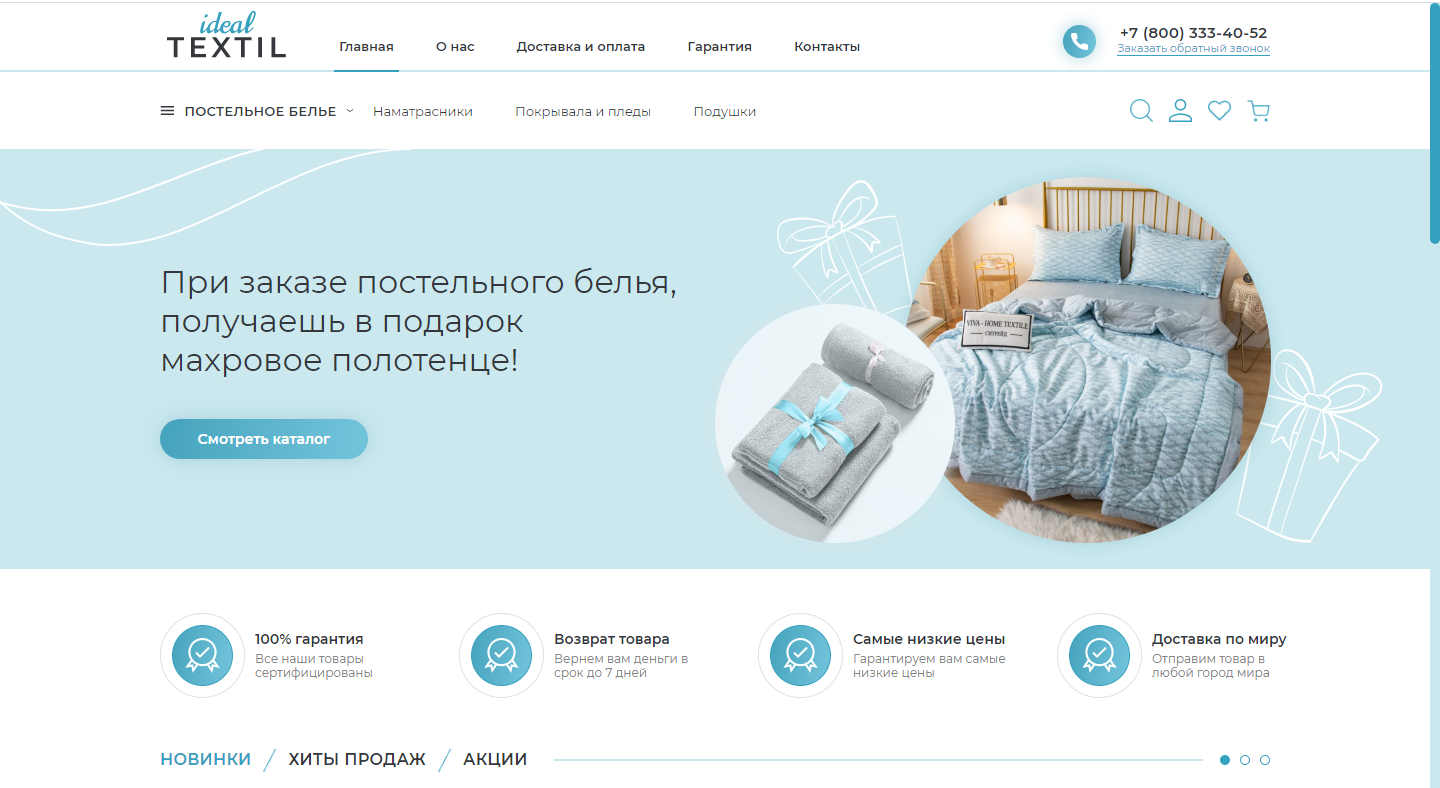 ideal
TEXTIL
Главная О нас Доставка и оплата Гарантия Контакты
+7 (800) 333-40-52
Заказать обратный звонок
ПОСТЕЛЬНОЕ БЕЛЬЕ Наматрасники Покрывала и пледы Подушки
При заказе постельного белья,
получаешь в подарок
махровое полотенце!
Смотреть каталог
VIVA - HOME TEXTILE
СИТРЕЙД
100% гарантия
Все наши товары
сертифицированы
Возврат товара
Вернем вам деньги в
срок до 7 дней
Самые низкие цены
Гарантируем вам самые
низкие цены
Доставка по миру
Отправим товар в
любой город мира
НОВИНКИ / ХИТЫ ПРОДАЖ / АКЦИИ